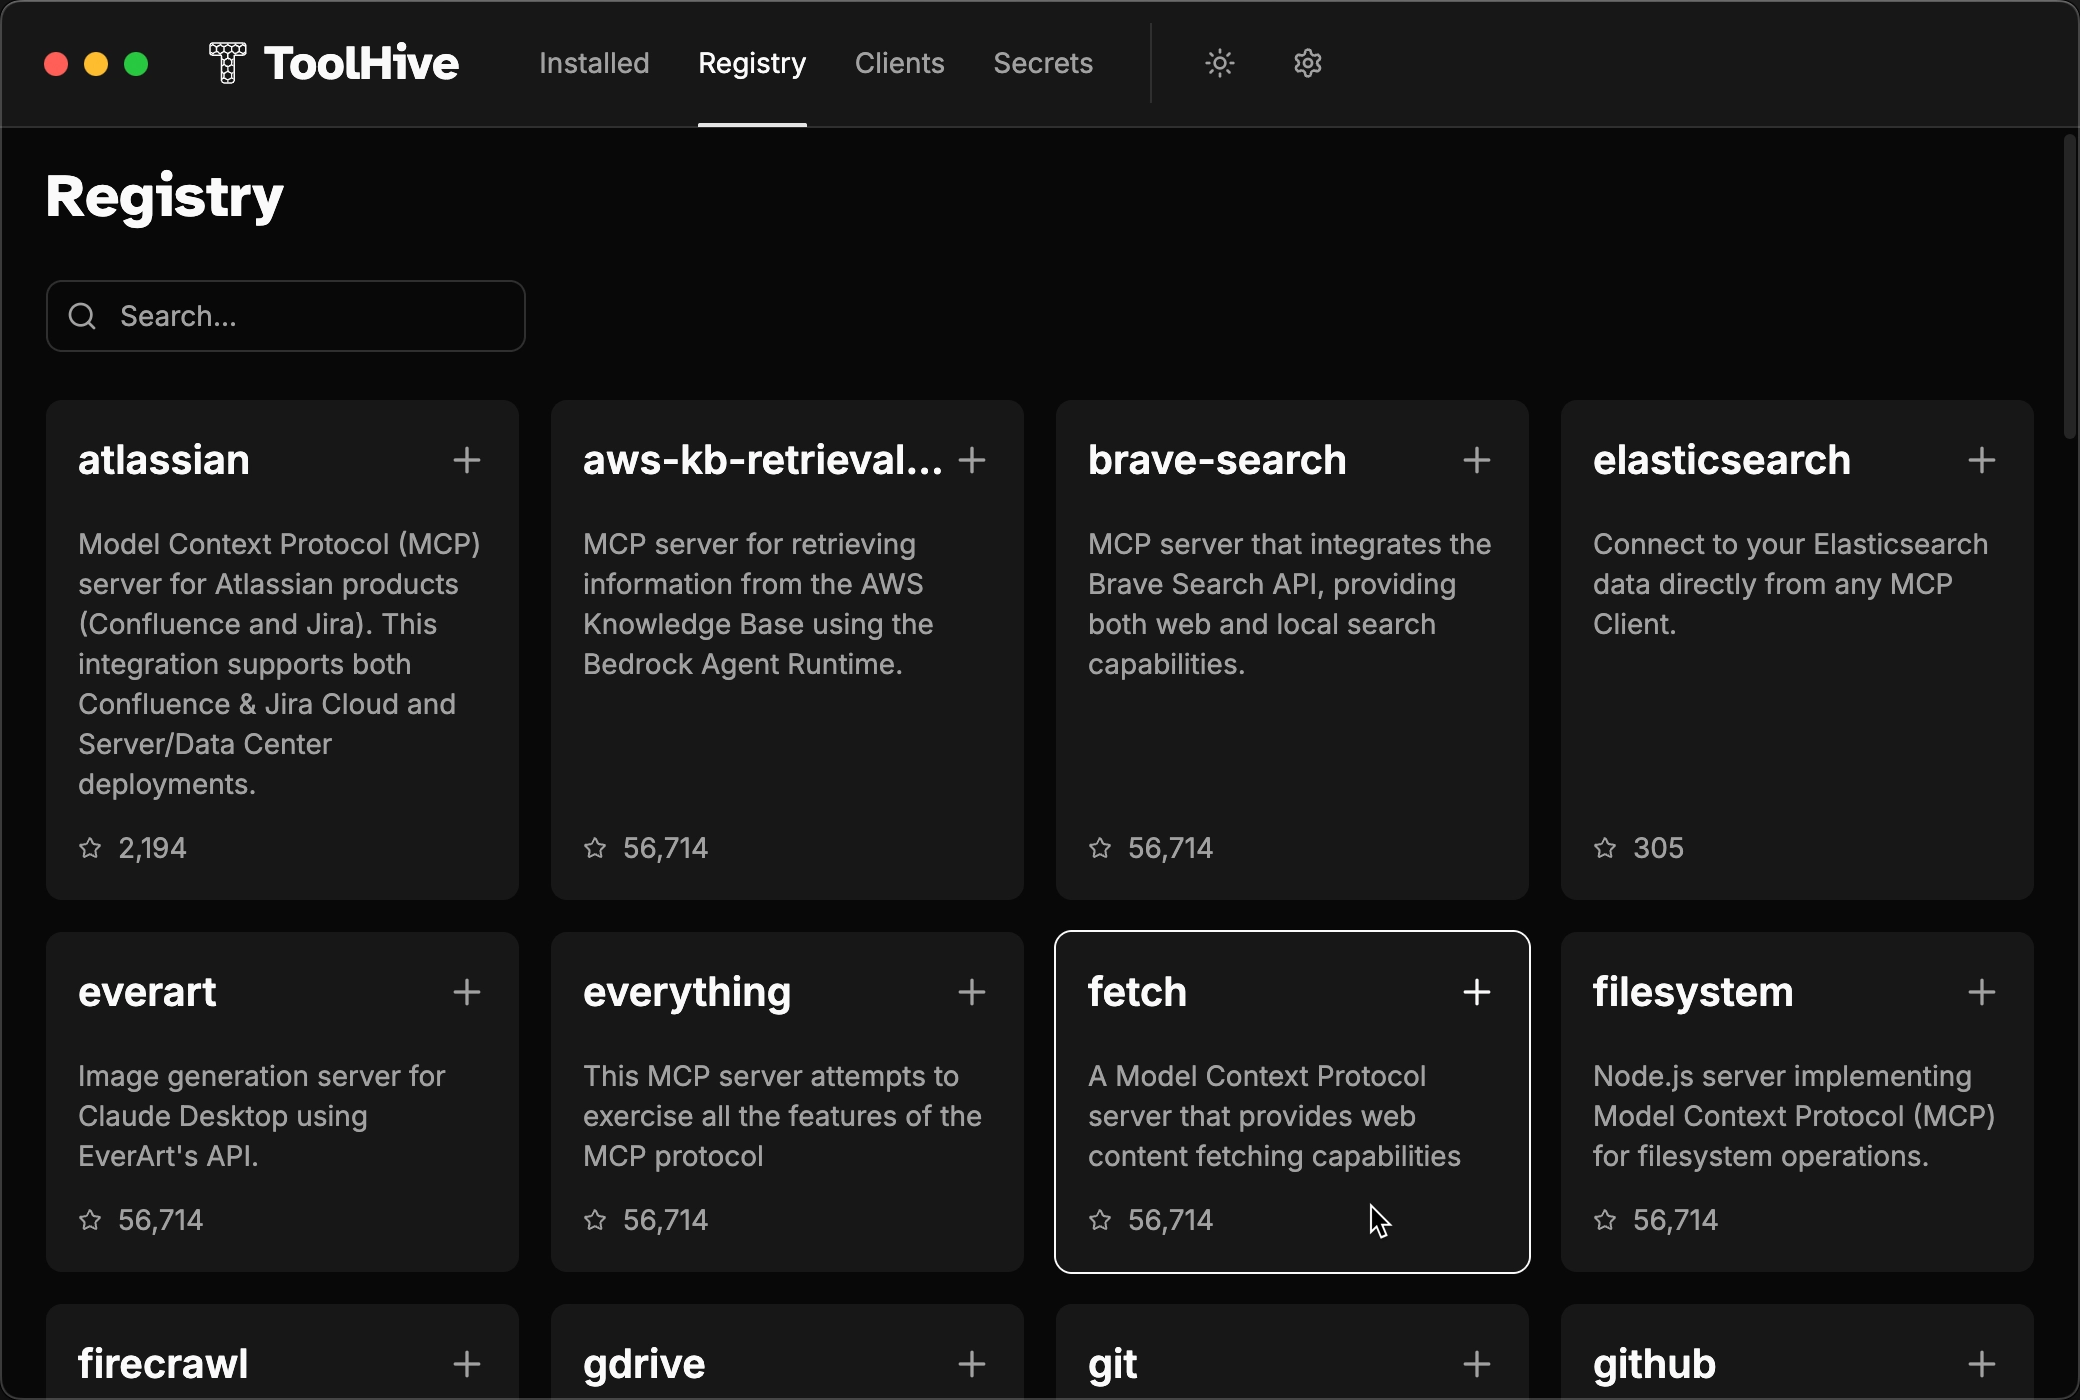 ToolHive
Installed
Registry
Clients
Secrets
Registry
Search...
atlassian
Model Context Protocol (MCP)
server for Atlassian products
(Confluence and Jira). This
integration supports both
Confluence & Jira Cloud and
Server/Data Center
deployments.
2,194
aws-kb-retrieval...
MCP server for retrieving
information from the AWS
Knowledge Base using the
Bedrock Agent Runtime.
56,714
brave-search
MCP server that integrates the
Brave Search API, providing
both web and local search
capabilities.
56,714
elasticsearch
Connect to your Elasticsearch
data directly from any MCP
Client.
305
everart
Image generation server for
Claude Desktop using
EverArt's API.
56,714
everything
This MCP server attempts to
exercise all the features of the
MCP protocol
56,714
fetch
A Model Context Protocol
server that provides web
content fetching capabilities
56,714
filesystem
Node.js server implementing
Model Context Protocol (MCP)
for filesystem operations.
56,714
firecrawl
gdrive
git
github